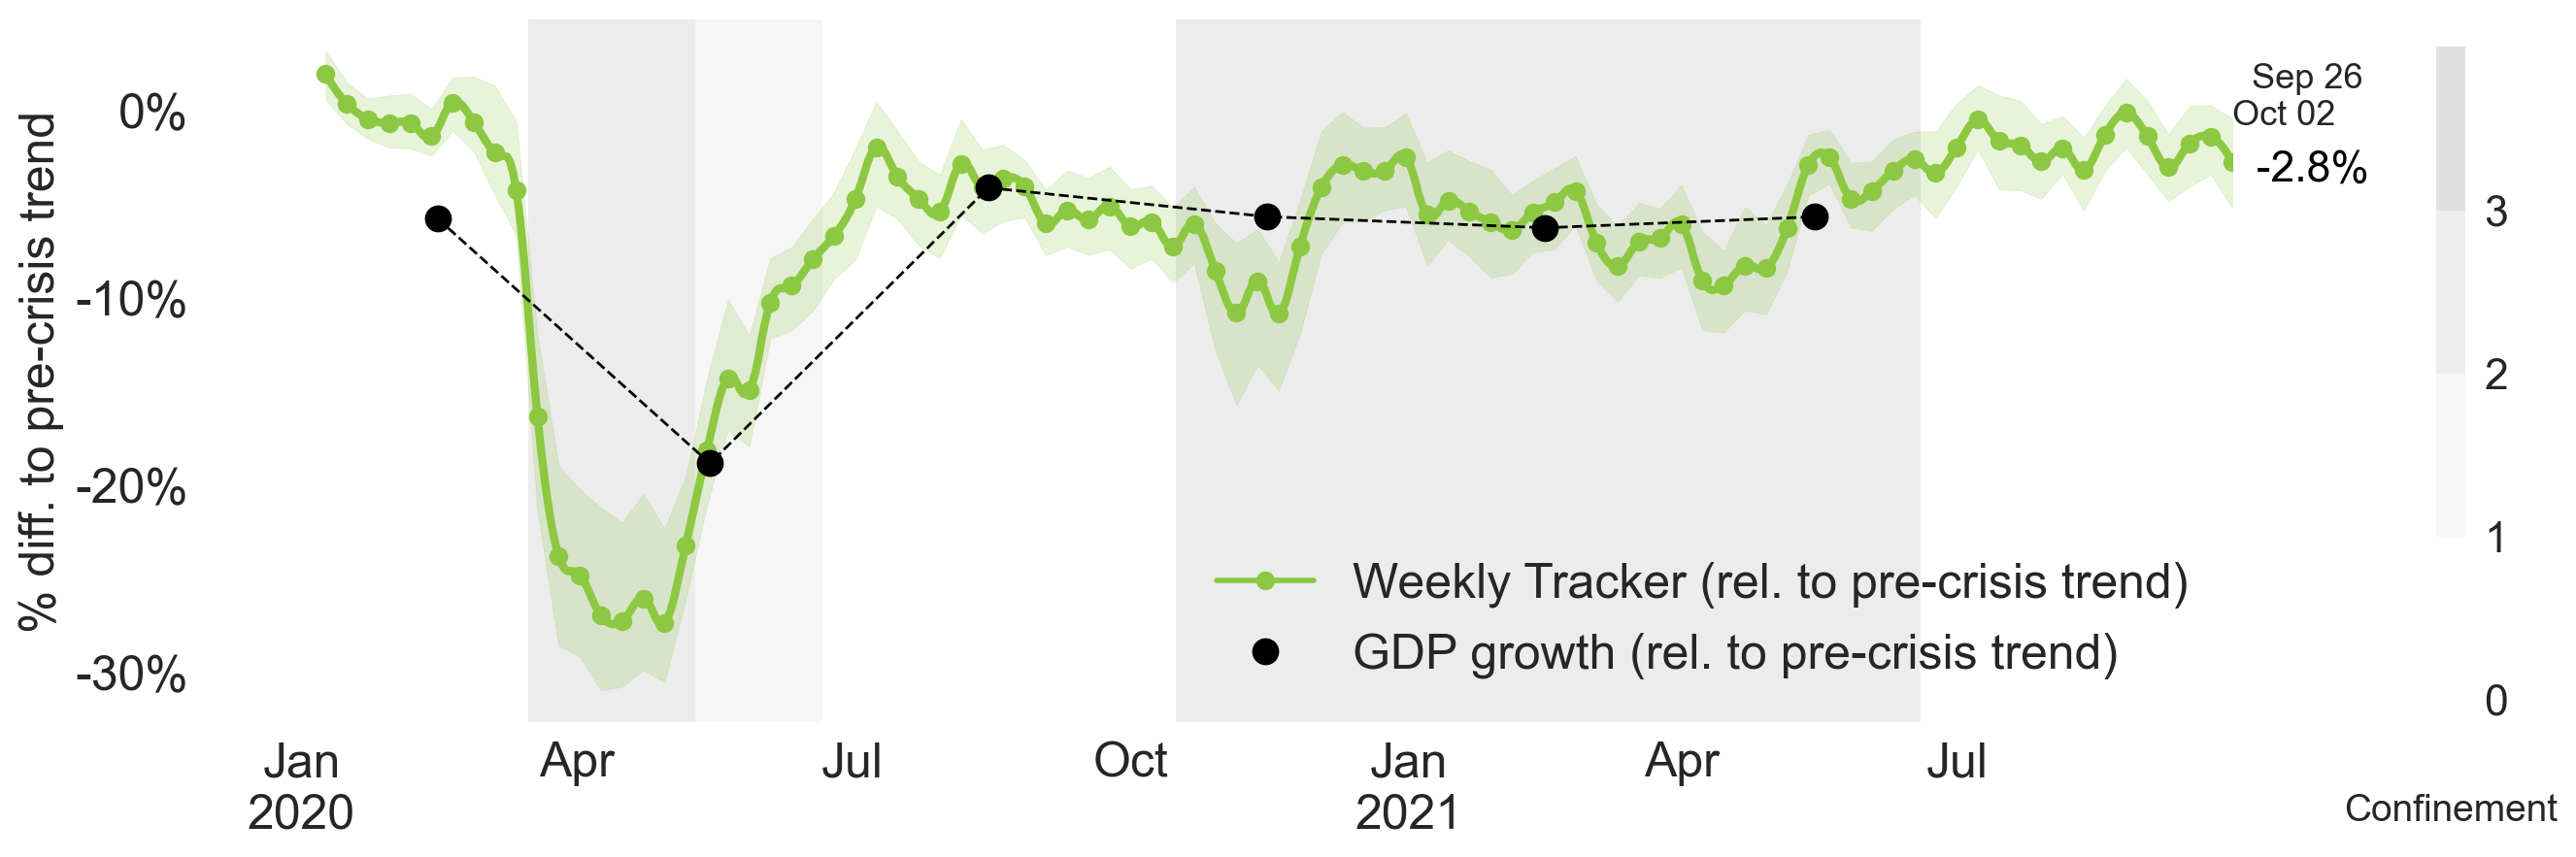 % diff. to pre-crisis trend
0%
-10%
-20%
-30%
Sep 26
Oct 02
-2.8%
Weekly Tracker (rel. to pre-crisis trend)
GDP growth (rel. to pre-crisis trend)
Jan
2020
Apr
Jul
Oct
Jan
2021
Apr
Jul
3
2
1
0
Confinement